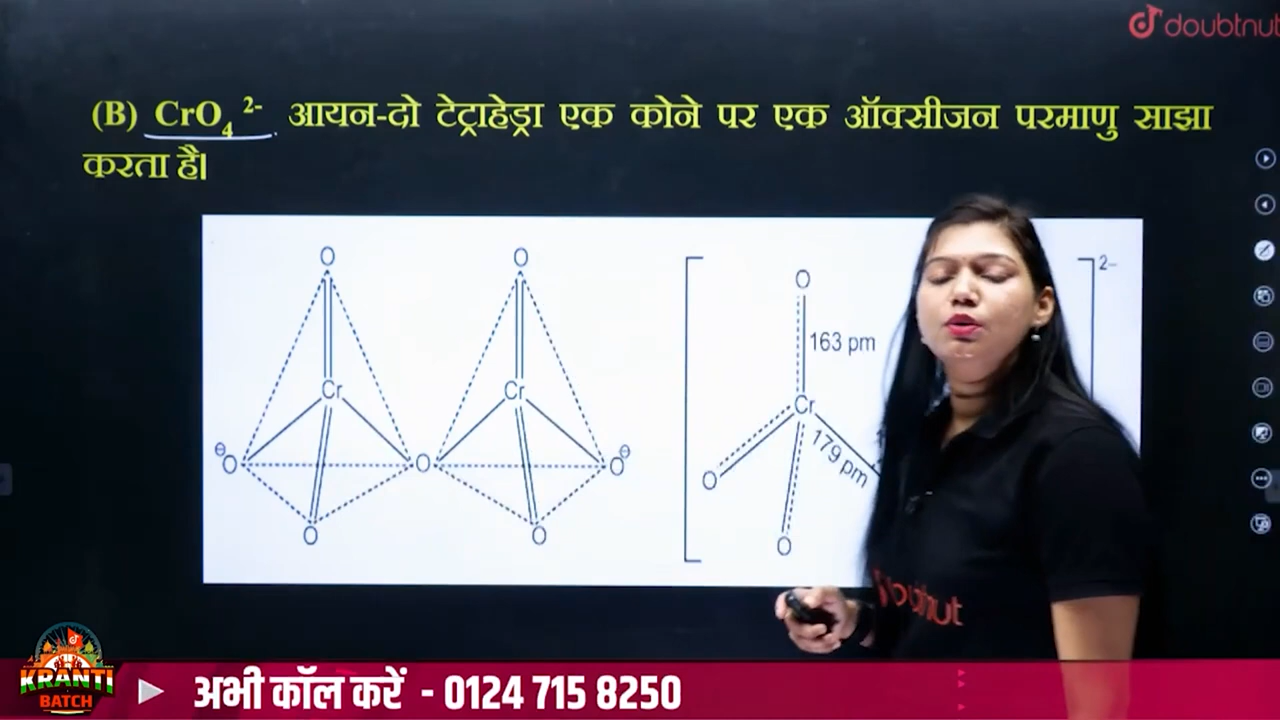 doubtnut
(B) CrO₄ ²⁻ आयन-दो टेट्राहेड्रा एक कोने पर एक ऑक्सीजन परमाणु साझा
करता है।
O O O 2–
163 pm
Cr Cr Cr
179 pm
⊖O O O⊖ O
O O O
doubtnut
KRANTI
BATCH
अभी कॉल करें - 0124 715 8250